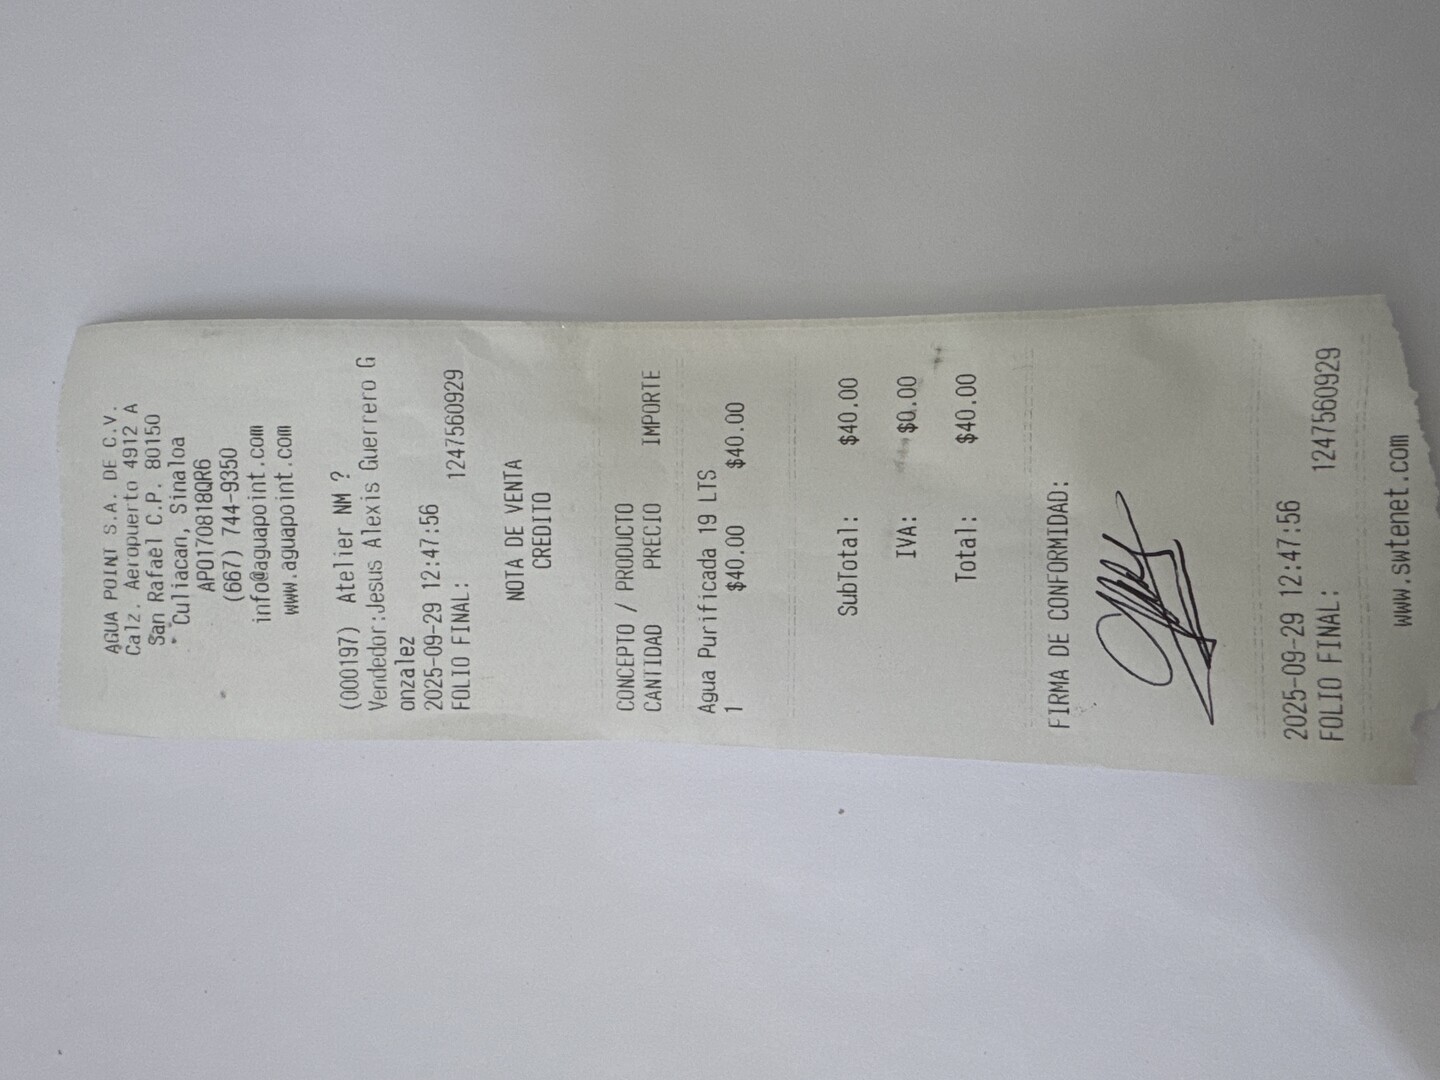 AGUA POINT S.A. DE C.V.
Calz. Aeropuerto 4912 A
San Rafael C.P. 80150
Culiacan, Sinaloa
APO170818QR6
(667) 744-9350
info@aguapoint.com
www.aguapoint.com
(000197) Atelier NM ?
Vendedor:Jesus Alexis Guerrero G
onzalez
2025-09-29 12:47:56
FOLIO FINAL: 1247560929
NOTA DE VENTA
CREDITO
CONCEPTO / PRODUCTO
CANTIDAD PRECIO IMPORTE
Agua Purificada 19 LTS
1 $40.00 $40.00
SubTotal: $40.00
IVA: $0.00
Total: $40.00
FIRMA DE CONFORMIDAD:
2025-09-29 12:47:56
FOLIO FINAL: 1247560929
www.swtenet.com